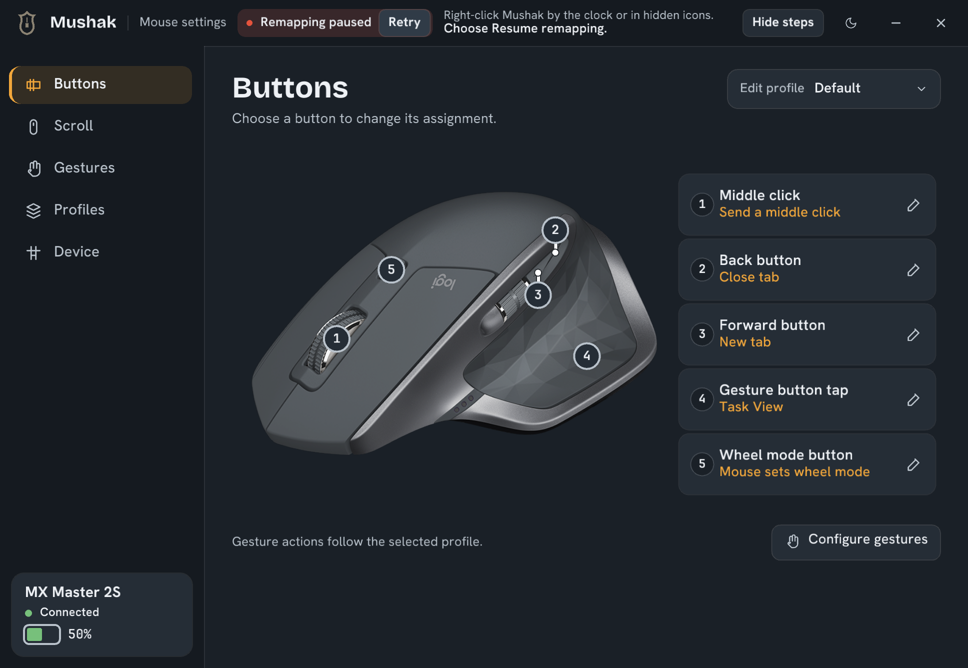 Mushak
Mouse settings
Remapping paused
Retry
Right-click Mushak by the clock or in hidden icons.
Choose Resume remapping.
Hide steps
Buttons
Scroll
Gestures
Profiles
Device
Buttons
Choose a button to change its assignment.
Edit profile Default
logi
1
2
3
4
5
1 Middle click
Send a middle click
2 Back button
Close tab
3 Forward button
New tab
4 Gesture button tap
Task View
5 Wheel mode button
Mouse sets wheel mode
Gesture actions follow the selected profile.
Configure gestures
MX Master 2S
Connected
50%